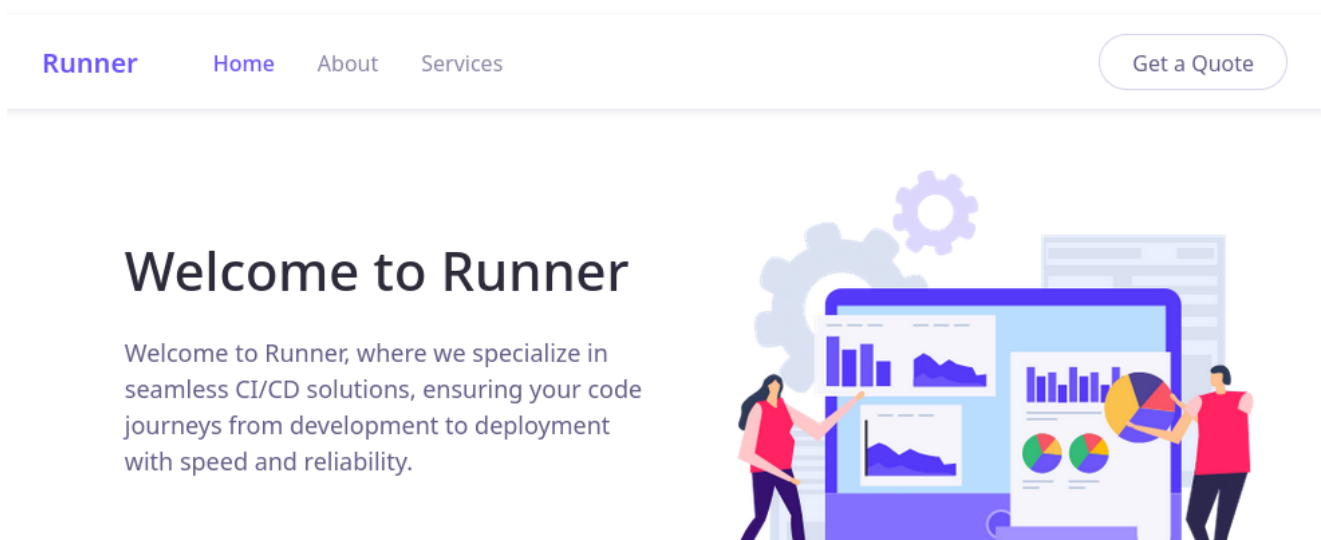 Runner
Home
About
Services
Get a Quote
Welcome to Runner
Welcome to Runner, where we specialize in
seamless CI/CD solutions, ensuring your code
journeys from development to deployment
with speed and reliability.